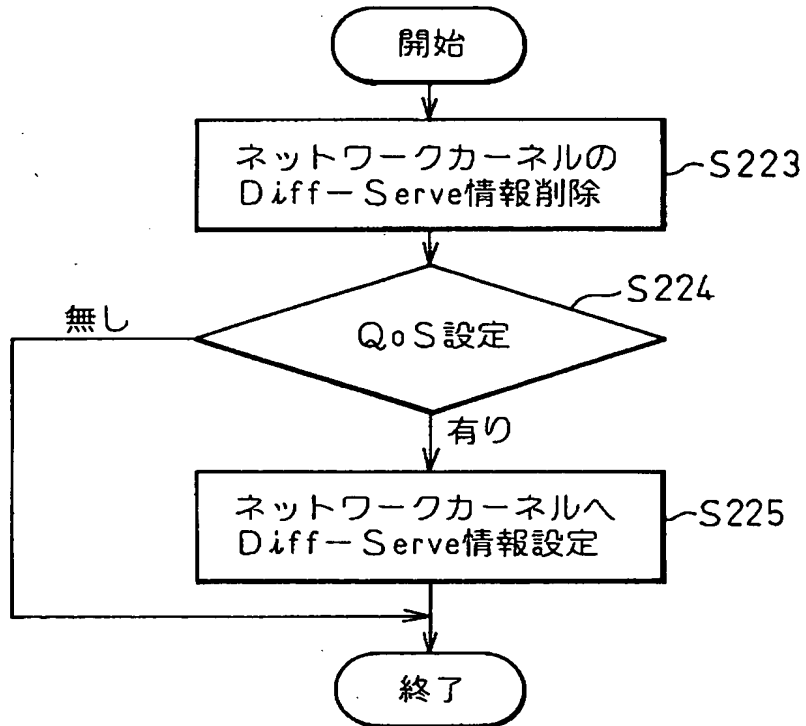 開始
ネットワークカーネルの
Diff－Serve情報削除
S223
S224
無し
QoS設定
有り
ネットワークカーネルへ
Diff－Serve情報設定
S225
終了